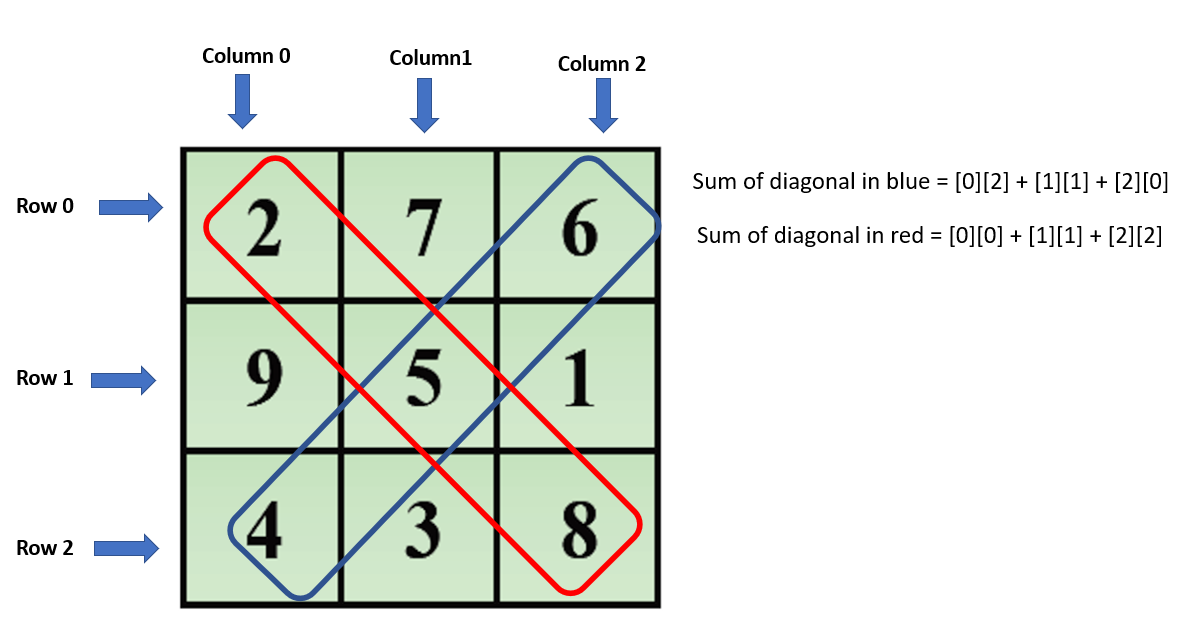 Column 0
Column1
Column 2
Row 0
2 7 6
Sum of diagonal in blue = [0][2] + [1][1] + [2][0]
Sum of diagonal in red = [0][0] + [1][1] + [2][2]
Row 1
9 5 1
Row 2
4 3 8